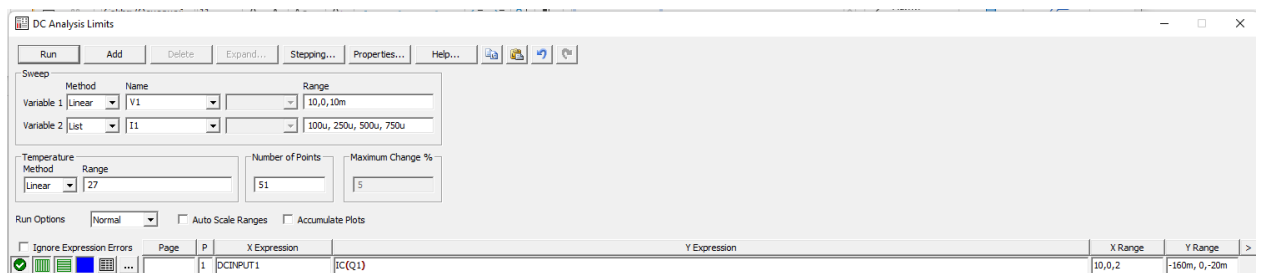 DC Analysis Limits
Run Add Delete Expand... Stepping... Properties... Help...
Sweep
Method Name Range
Variable 1 Linear V1 10,0,10m
Variable 2 List I1 100u, 250u, 500u, 750u
Temperature Number of Points Maximum Change %
Method Range
Linear 27 51 5
Run Options Normal Auto Scale Ranges Accumulate Plots
Ignore Expression Errors Page P X Expression Y Expression X Range Y Range >
... 1 DCINPUT1 IC(Q1) 10,0,2 -160m, 0,-20m